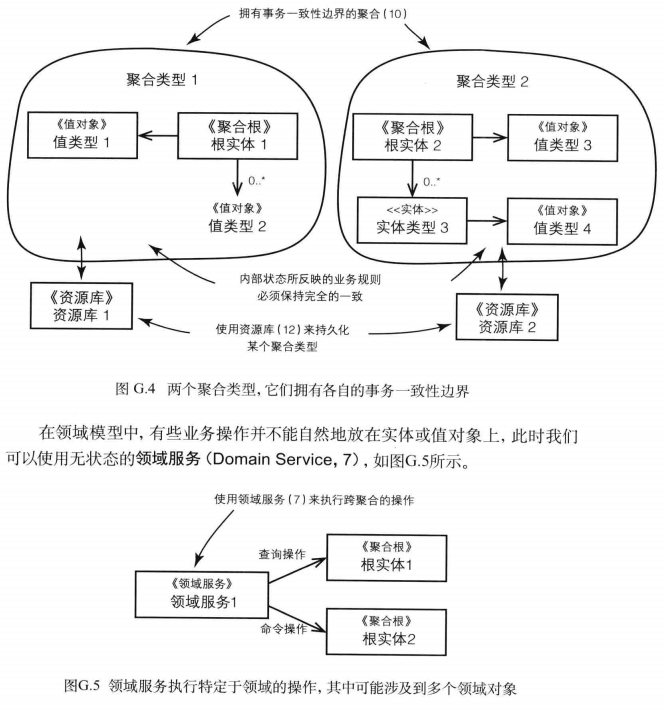 拥有事务一致性边界的聚合（10）
聚合类型 1
《值对象》
值类型 1
《聚合根》
根实体 1
0..*
《值对象》
值类型 2
聚合类型 2
《聚合根》
根实体 2
《值对象》
值类型 3
0..*
<<实体>>
实体类型 3
《值对象》
值类型 4
内部状态所反映的业务规则
必须保持完全的一致
《资源库》
资源库 1
《资源库》
资源库 2
使用资源库（12）来持久化
某个聚合类型
图 G.4 两个聚合类型，它们拥有各自的事务一致性边界
在领域模型中，有些业务操作并不能自然地放在实体或值对象上，此时我们
可以使用无状态的领域服务（Domain Service，7），如图G.5所示。
使用领域服务（7）来执行跨聚合的操作
查询操作
《聚合根》
根实体1
《领域服务》
领域服务1
命令操作
《聚合根》
根实体2
图G.5 领域服务执行特定于领域的操作，其中可能涉及到多个领域对象